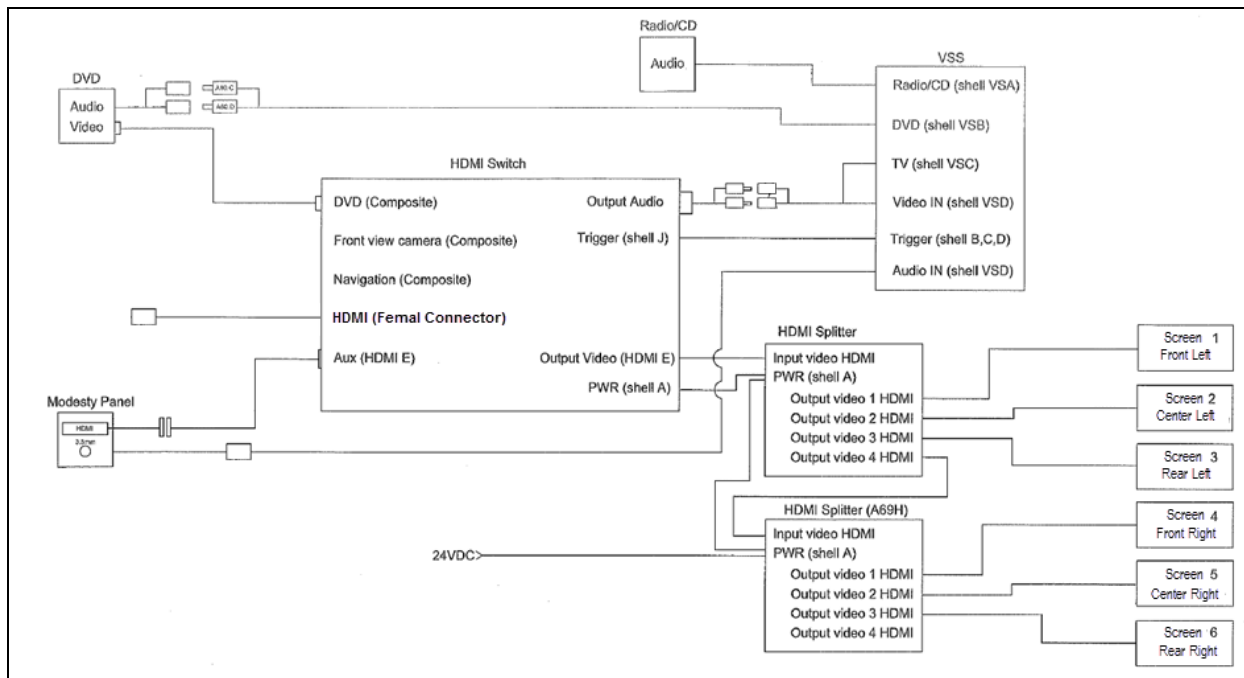 Radio/CD
Audio
DVD
Audio
Video
A60:C
A60:D
VSS
Radio/CD (shell VSA)
DVD (shell VSB)
TV (shell VSC)
Video IN (shell VSD)
Trigger (shell B,C,D)
Audio IN (shell VSD)
HDMI Switch
DVD (Composite)
Output Audio
Front view camera (Composite)
Trigger (shell J)
Navigation (Composite)
HDMI (Femal Connector)
Aux (HDMI E)
Output Video (HDMI E)
PWR (shell A)
Modesty Panel
HDMI
3.5mm
HDMI Splitter
Input video HDMI
PWR (shell A)
Output video 1 HDMI
Output video 2 HDMI
Output video 3 HDMI
Output video 4 HDMI
Screen 1
Front Left
Screen 2
Center Left
Screen 3
Rear Left
HDMI Splitter (A69H)
Input video HDMI
PWR (shell A)
Output video 1 HDMI
Output video 2 HDMI
Output video 3 HDMI
Output video 4 HDMI
24VDC>
Screen 4
Front Right
Screen 5
Center Right
Screen 6
Rear Right